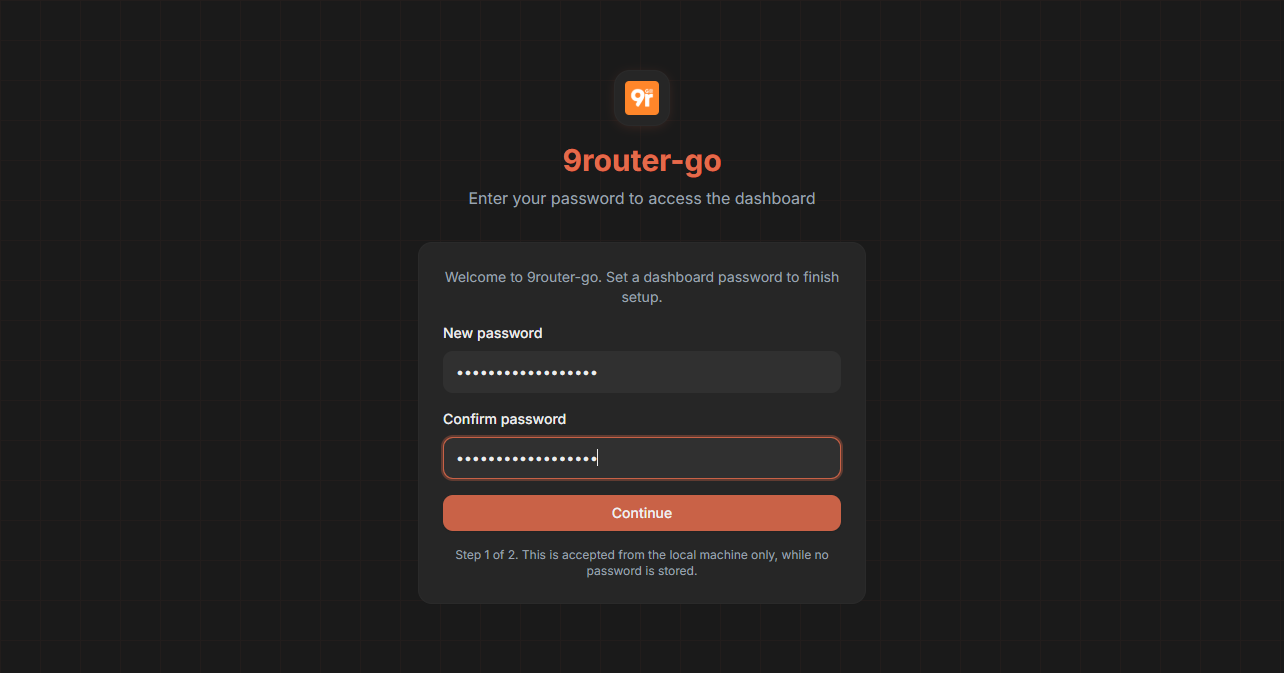 9r
GO
9router-go
Enter your password to access the dashboard
Welcome to 9router-go. Set a dashboard password to finish
setup.
New password
••••••••••••••••••
Confirm password
••••••••••••••••••
Continue
Step 1 of 2. This is accepted from the local machine only, while no
password is stored.